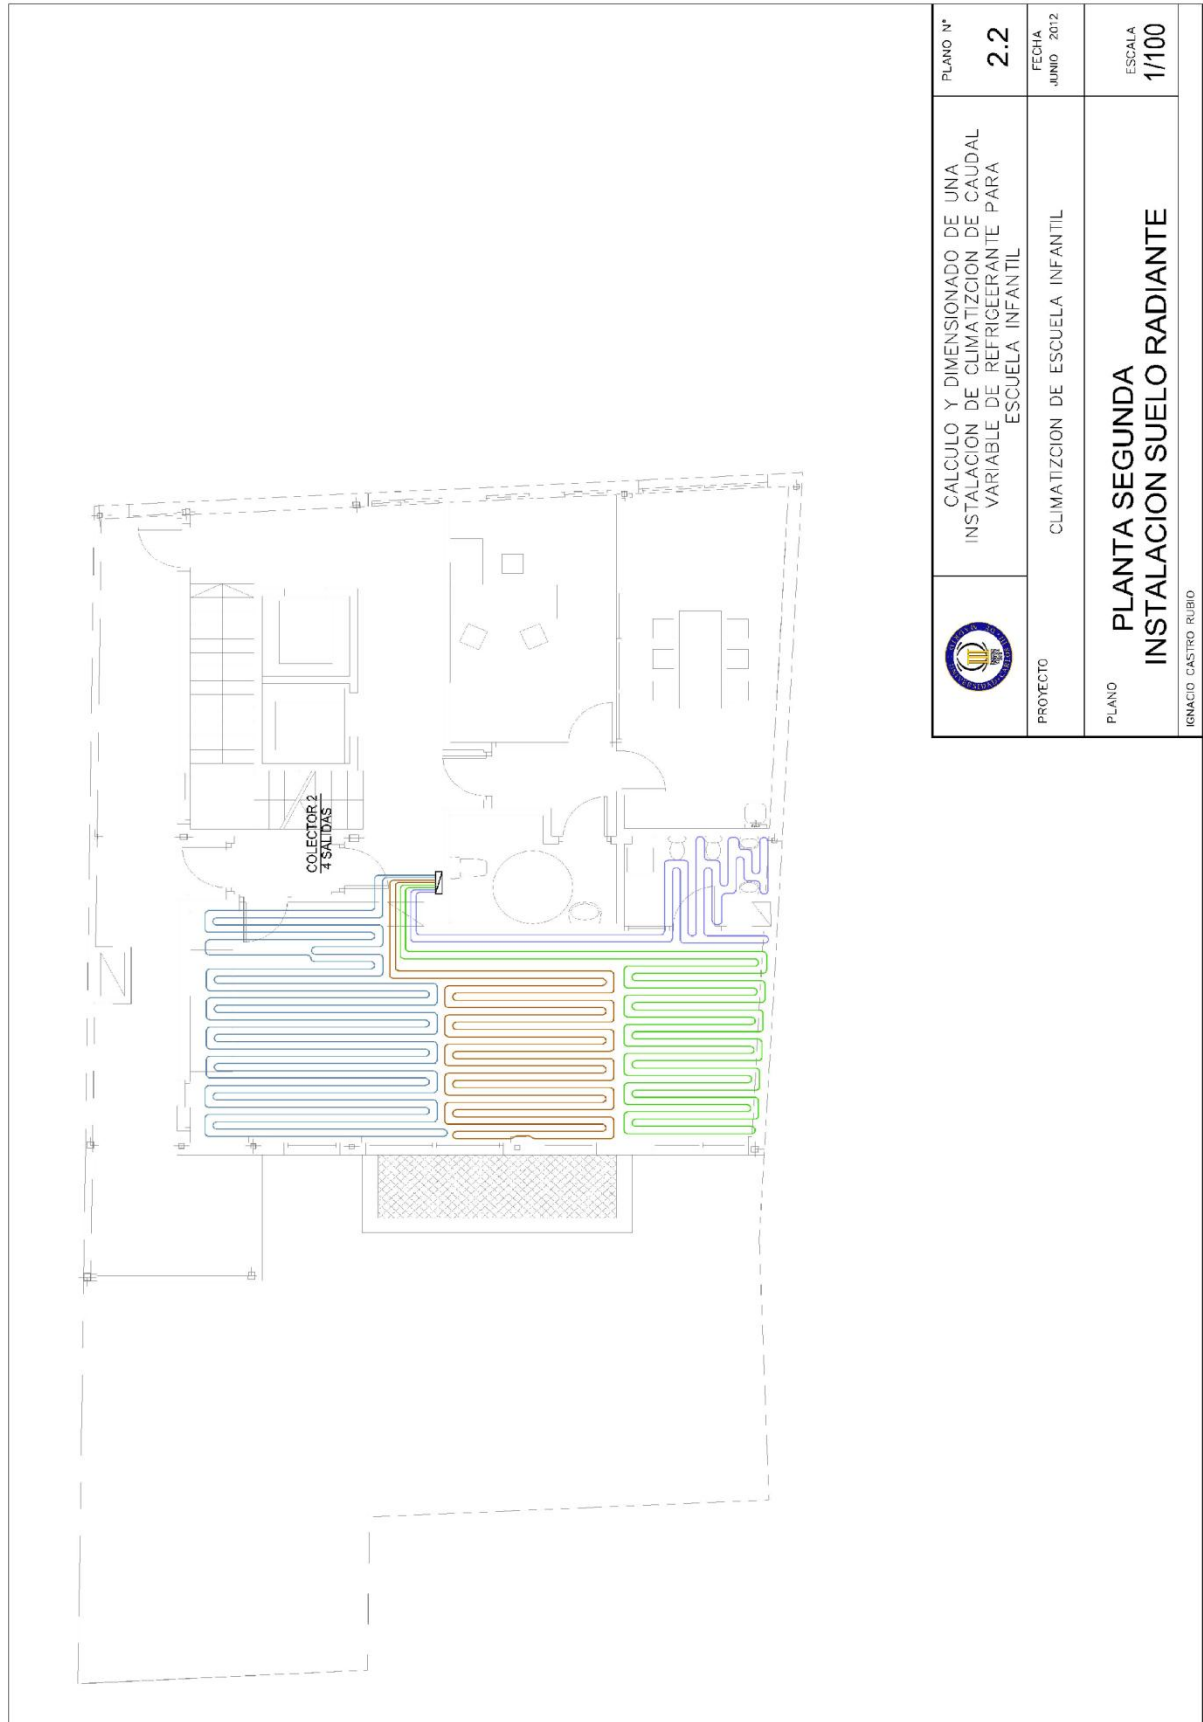 COLECTOR 2
4 SALIDAS
CALCULO Y DIMENSIONADO DE UNA
INSTALACION DE CLIMATIZCION DE CAUDAL
VARIABLE DE REFRIGEERANTE PARA
ESCUELA INFANTIL
PLANO Nº
2.2
PROYECTO
CLIMATIZCION DE ESCUELA INFANTIL
FECHA
JUNIO 2012
PLANO
PLANTA SEGUNDA
INSTALACION SUELO RADIANTE
ESCALA
1/100
IGNACIO CASTRO RUBIO